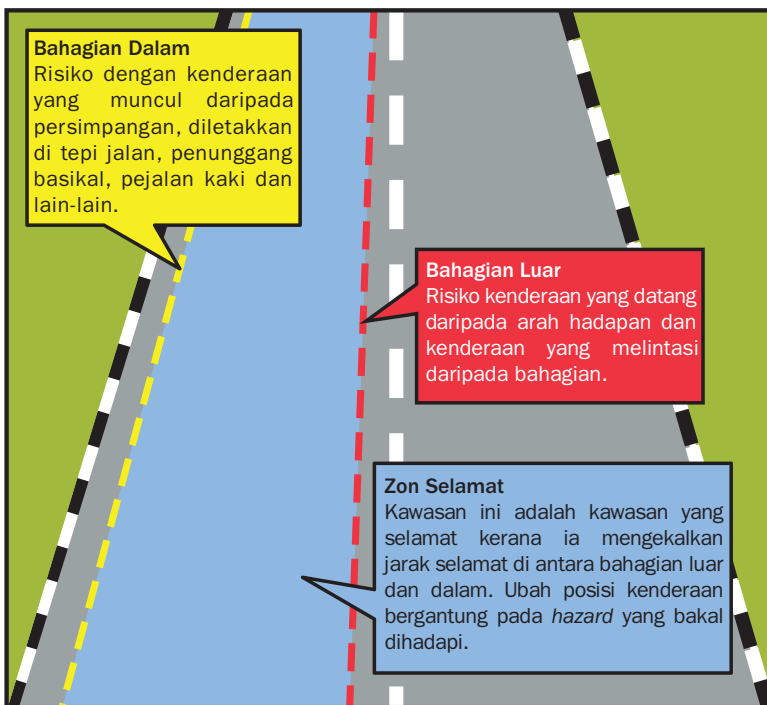 Bahagian Dalam
Risiko dengan kenderaan
yang muncul daripada
persimpangan, diletakkan
di tepi jalan, penunggang
basikal, pejalan kaki dan
lain-lain.
Bahagian Luar
Risiko kenderaan yang datang
daripada arah hadapan dan
kenderaan yang melintasi
daripada bahagian.
Zon Selamat
Kawasan ini adalah kawasan yang
selamat kerana ia mengekalkan
jarak selamat di antara bahagian luar
dan dalam. Ubah posisi kenderaan
bergantung pada hazard yang bakal
dihadapi.